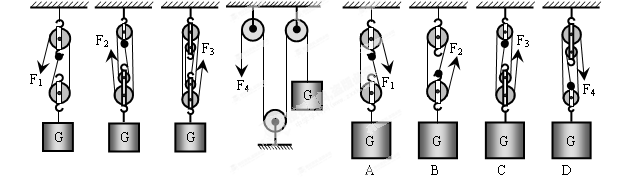 F₁ F₂ F₃ F₄ F₁ F₂ F₃ F₄
G G G G G G G G
A B C D